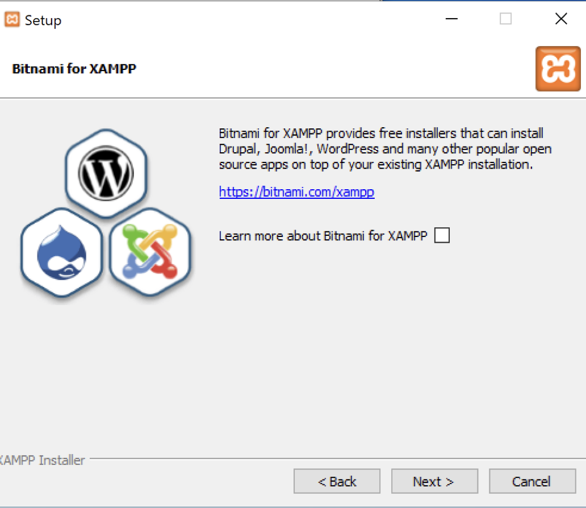 Setup
Bitnami for XAMPP
Bitnami for XAMPP provides free installers that can install
Drupal, Joomla!, WordPress and many other popular open
source apps on top of your existing XAMPP installation.
https://bitnami.com/xampp
Learn more about Bitnami for XAMPP
XAMPP Installer
< Back
Next >
Cancel